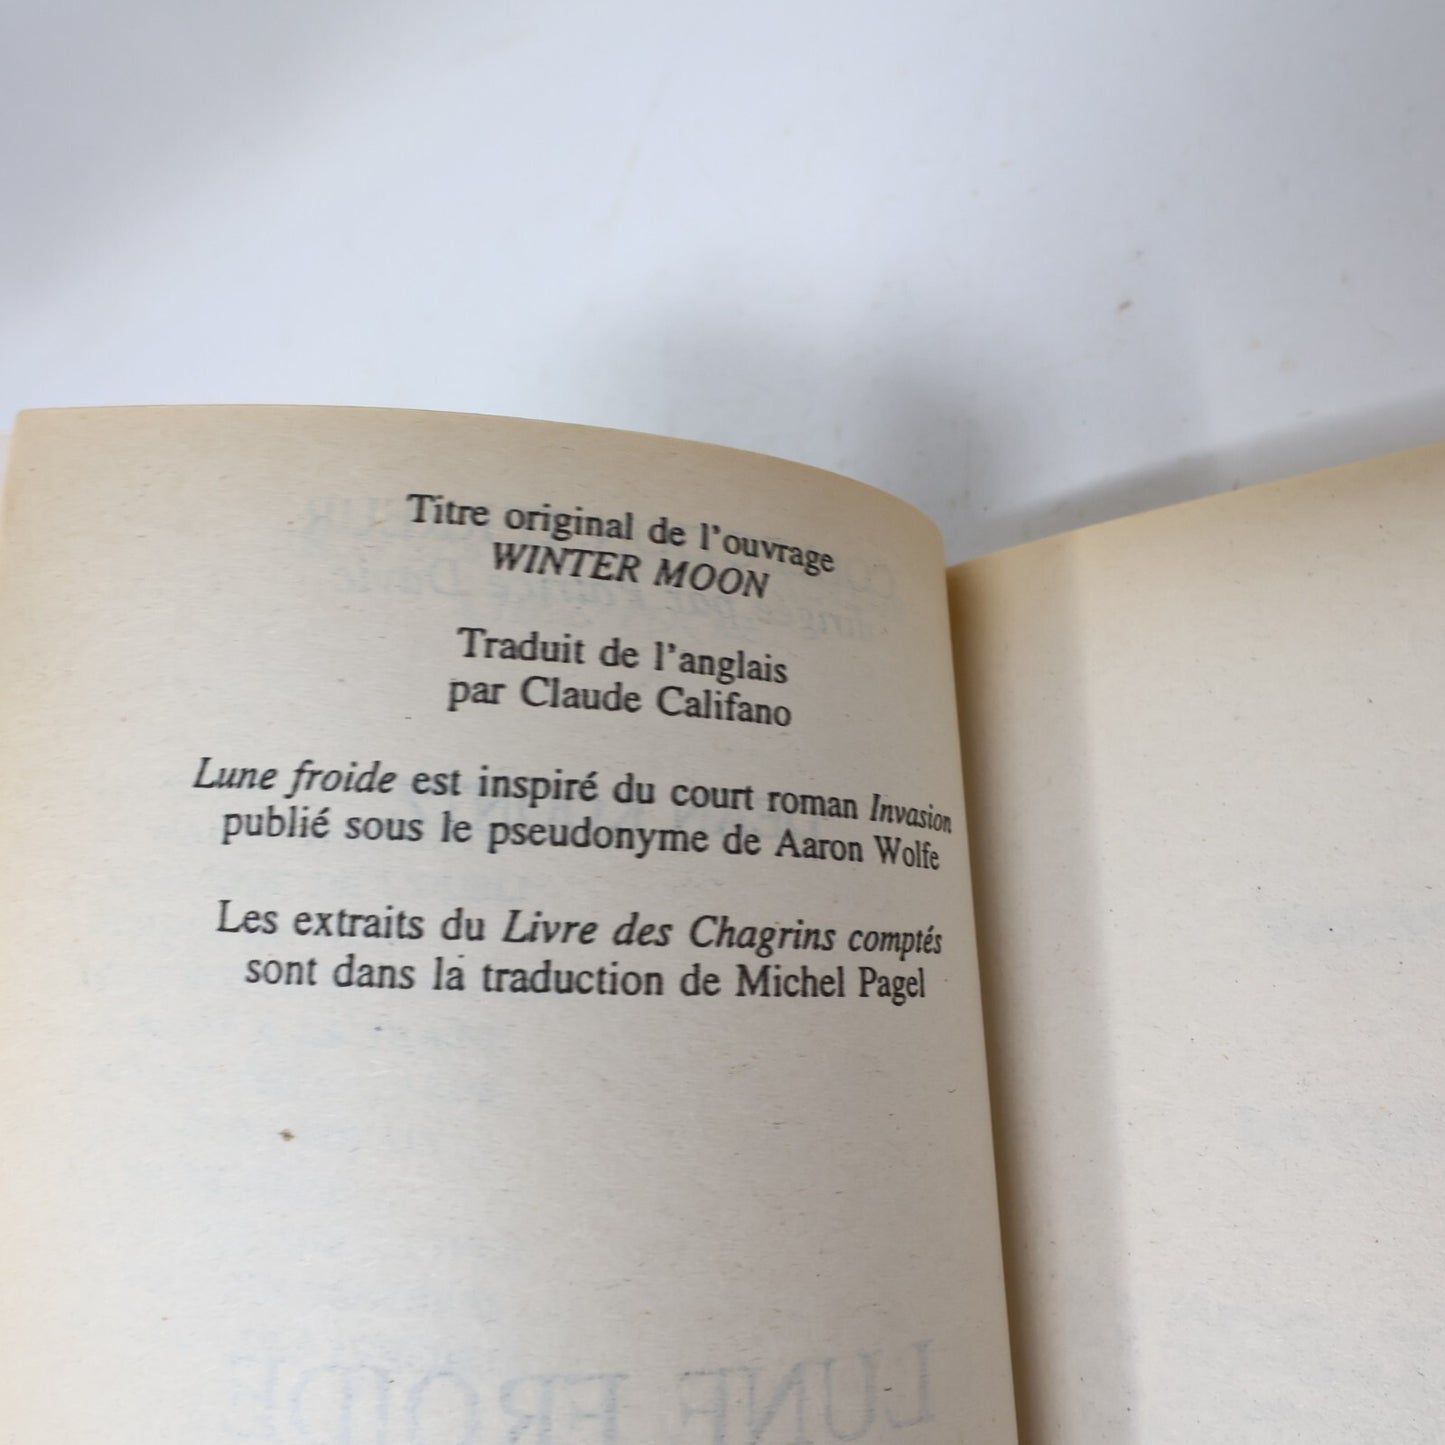 Titre original de l'ouvrage
WINTER MOON
Traduit de l'anglais
par Claude Califano
Lune froide est inspiré du court roman Invasion
publié sous le pseudonyme de Aaron Wolfe
Les extraits du Livre des Chagrins comptés
sont dans la traduction de Michel Pagel
LUNE FROIDE